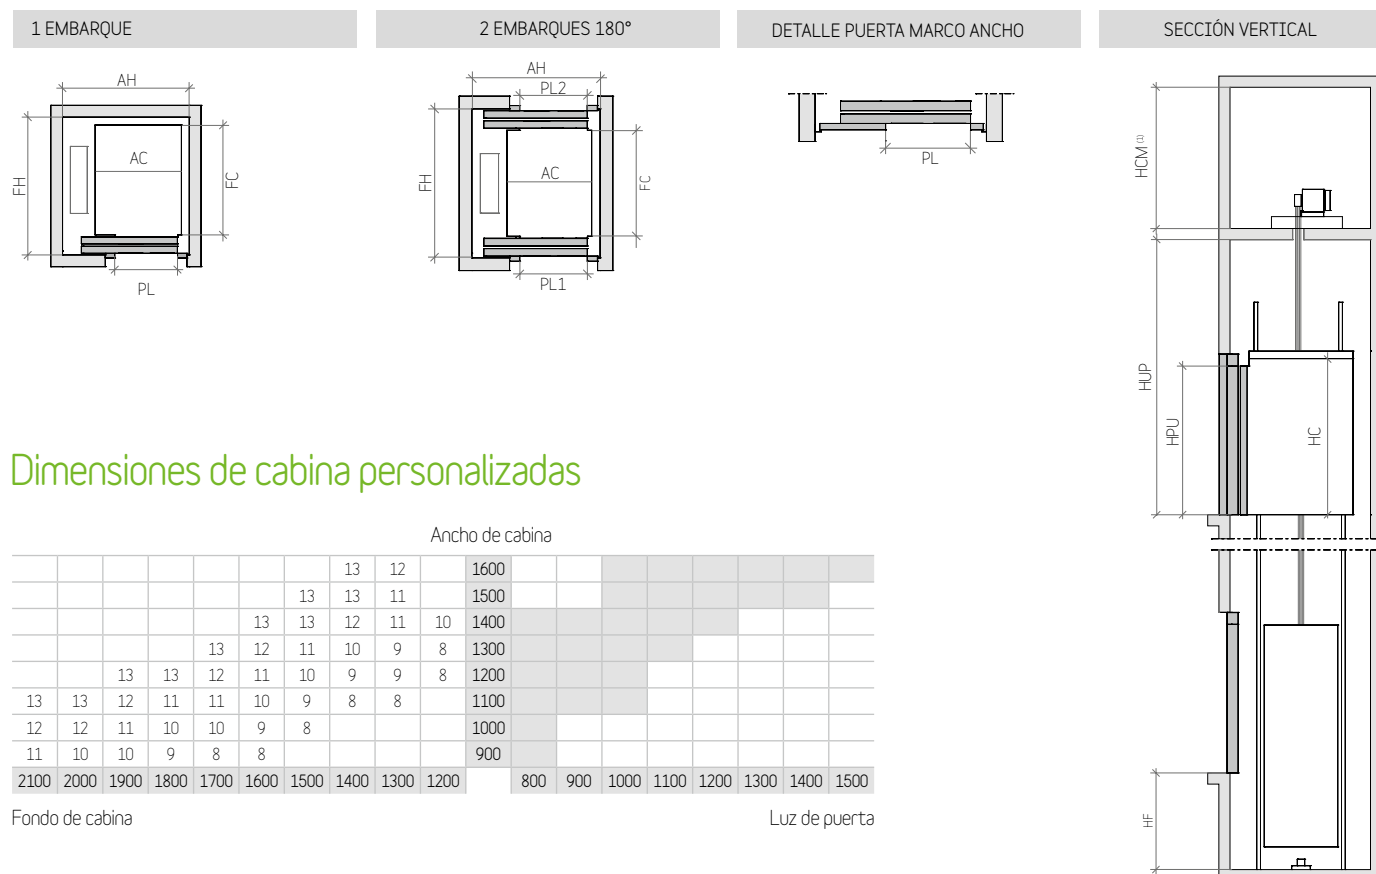 1 EMBARQUE
2 EMBARQUES 180°
DETALLE PUERTA MARCO ANCHO
SECCIÓN VERTICAL
AH
FH
AC
FC
PL
AH
PL2
FH
AC
FC
PL1
PL
HCM (1)
HUP
HPU
HC
HF
Dimensiones de cabina personalizadas
Ancho de cabina
13 12 1600
13 13 11 1500
13 13 12 11 10 1400
13 12 11 10 9 8 1300
13 13 12 11 10 9 9 8 1200
13 13 12 11 11 10 9 8 8 1100
12 12 11 10 10 9 8 1000
11 10 10 9 8 8 900
2100 2000 1900 1800 1700 1600 1500 1400 1300 1200 800 900 1000 1100 1200 1300 1400 1500
Fondo de cabina
Luz de puerta